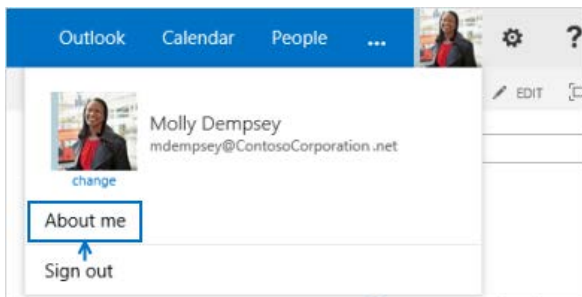 Outlook Calendar People ... ?
EDIT
Molly Dempsey
mdempsey@ContosoCorporation .net
change
About me
Sign out